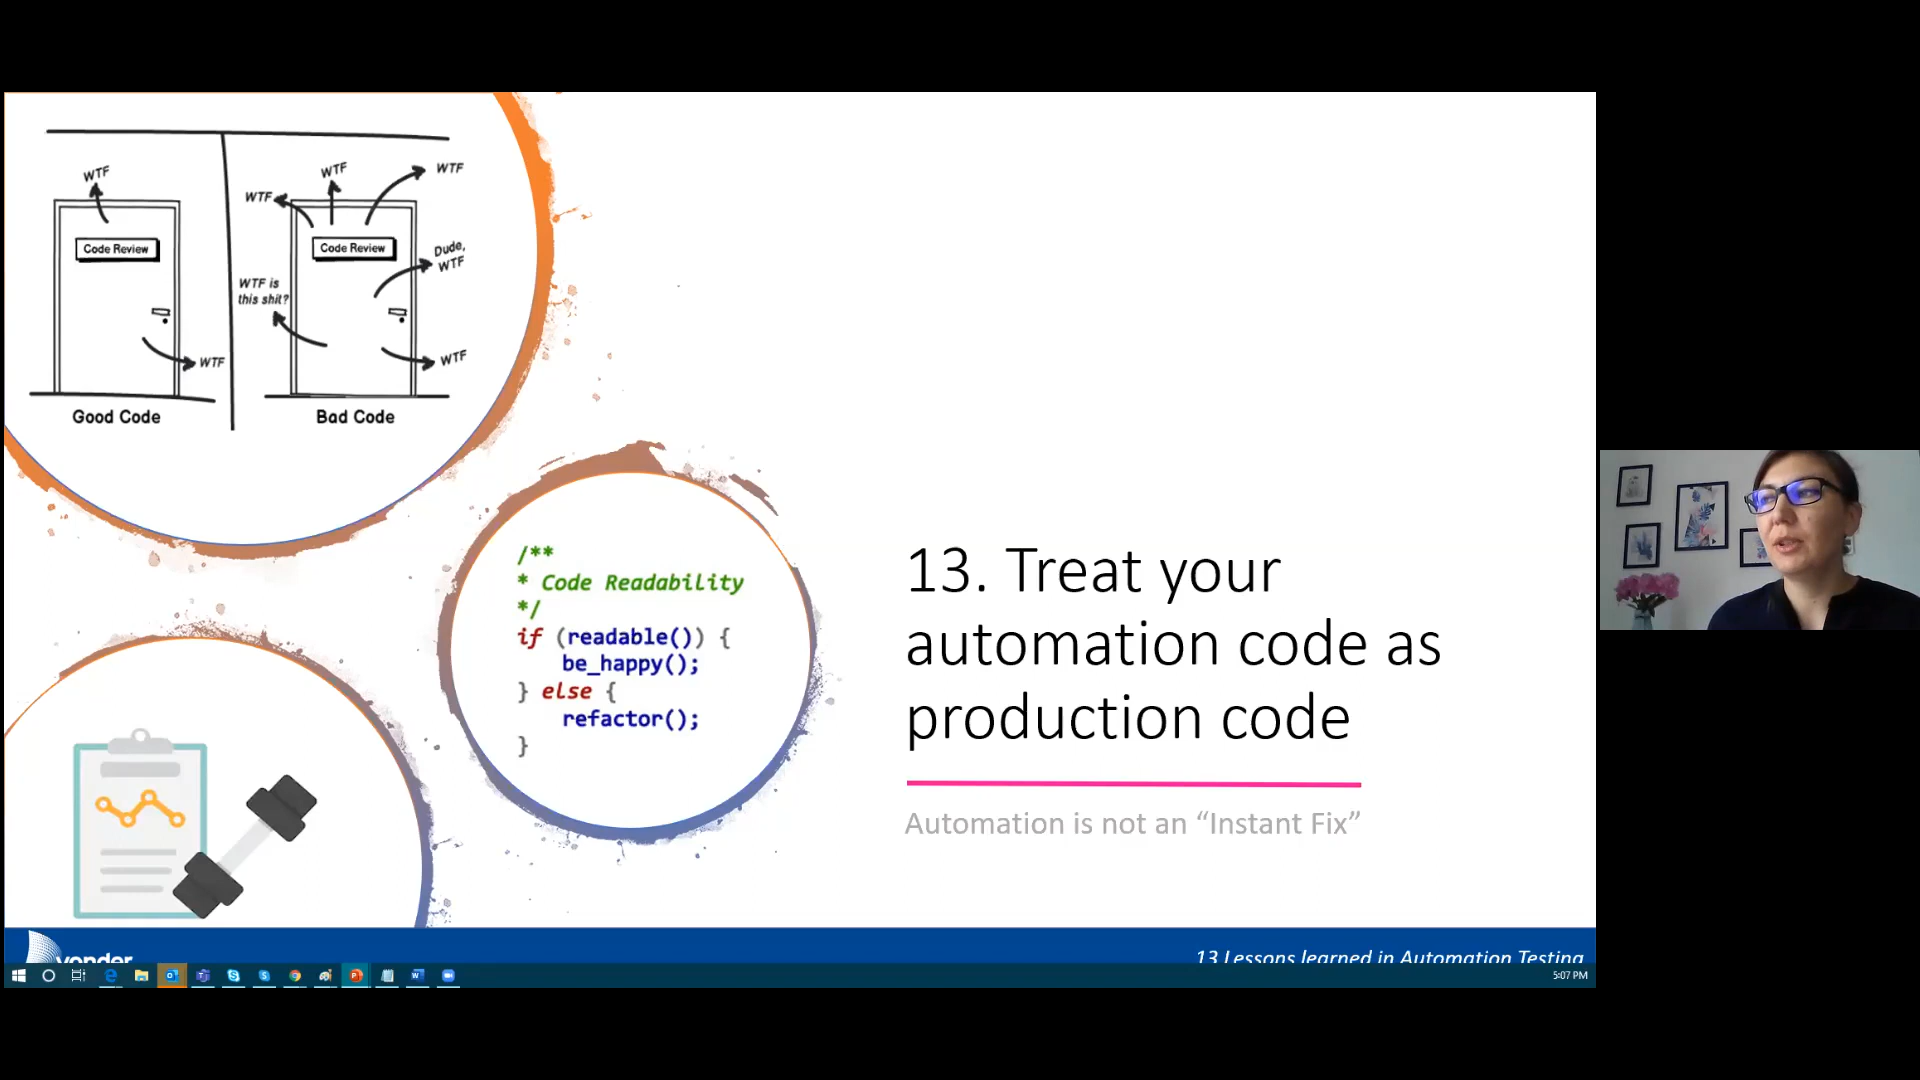 WTF
Code Review
WTF
Good Code
WTF
WTF
WTF
Code Review
Dude,
WTF
WTF is
this shit?
WTF
Bad Code
/**
* Code Readability
*/
if (readable()) {
be_happy();
} else {
refactor();
}
13. Treat your
automation code as
production code
Automation is not an “Instant Fix”
yonder
13 Lessons learned in Automation Testing
5:07 PM